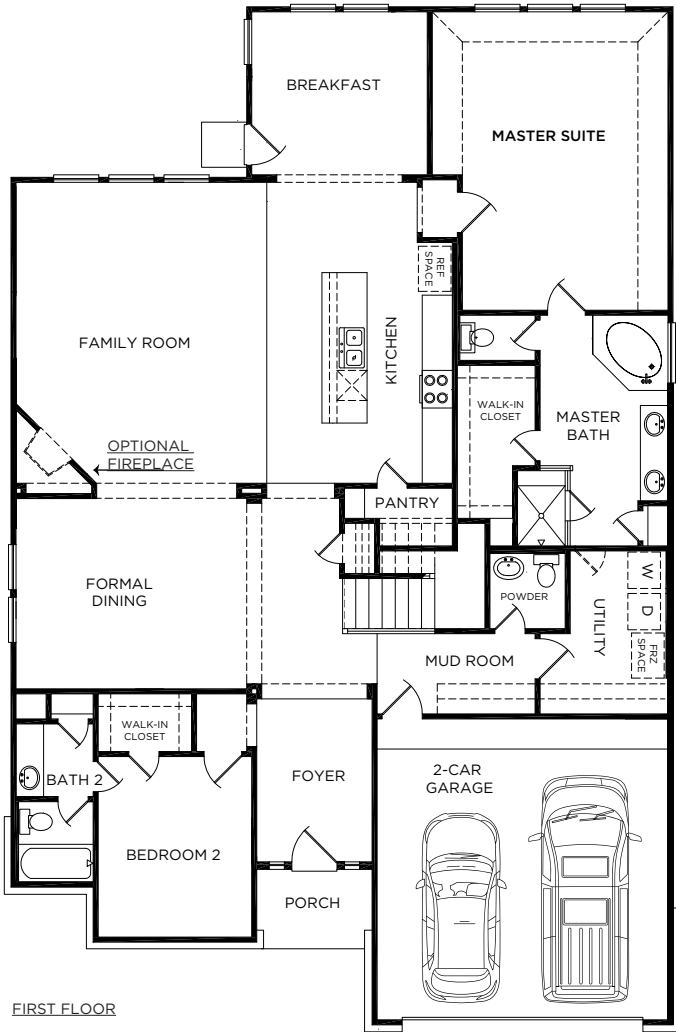 BREAKFAST
MASTER SUITE
REF
SPACE
FAMILY ROOM
KITCHEN
WALK-IN
CLOSET
MASTER
BATH
OPTIONAL
FIREPLACE
PANTRY
FORMAL
DINING
POWDER
UTILITY
W
D
FRZ
SPACE
MUD ROOM
WALK-IN
CLOSET
BATH 2
FOYER
2-CAR
GARAGE
BEDROOM 2
PORCH
FIRST FLOOR